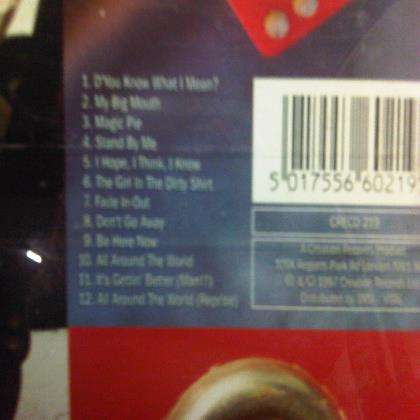 1. D'You Know What I Mean?
2. My Big Mouth
3. Magic Pie
4. Stand By Me
5. I Hope, I Think, I Know
6. The Girl In The Dirty Shirt
7. Fade In-Out
8. Don't Go Away
9. Be Here Now
10. All Around The World
11. It's Gettin' Better (Man!!)
12. All Around The World (Reprise)
5 017556 60219
CRECD 219